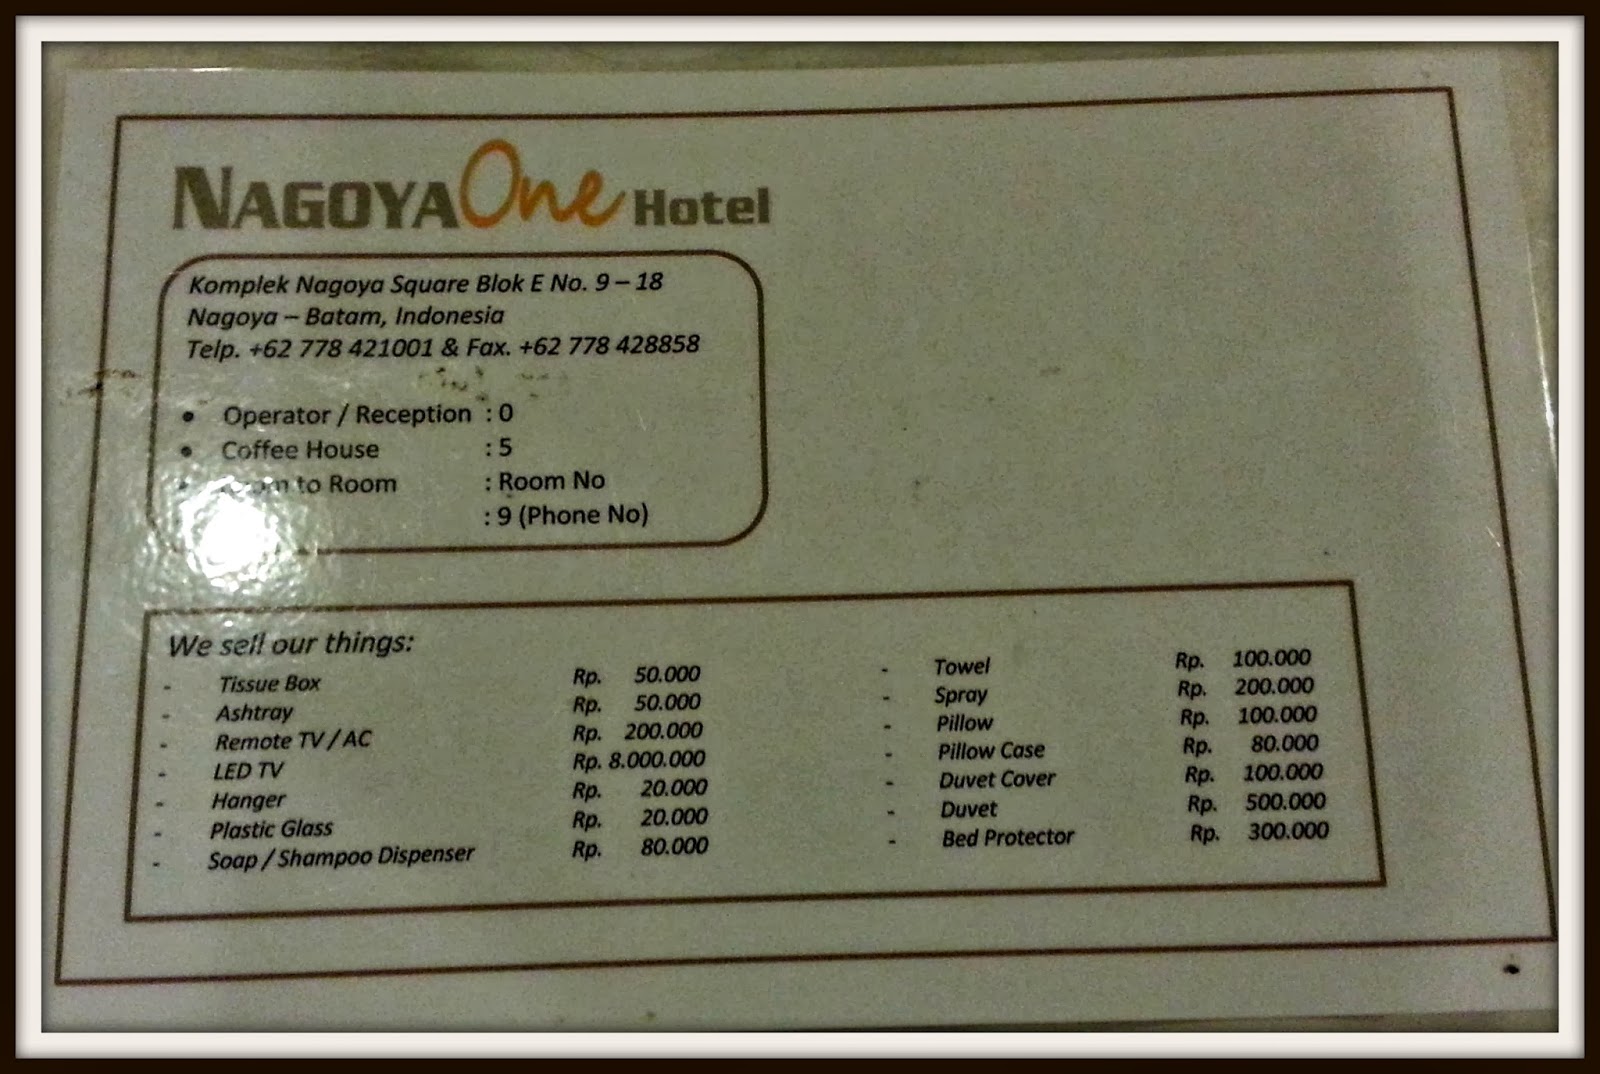 NAGOYA One Hotel
Komplek Nagoya Square Blok E No. 9 – 18
Nagoya – Batam, Indonesia
Telp. +62 778 421001 & Fax. +62 778 428858
• Operator / Reception : 0
• Coffee House : 5
• Room to Room : Room No
: 9 (Phone No)
We sell our things:
- Tissue Box Rp. 50.000
- Ashtray Rp. 50.000
- Remote TV / AC Rp. 200.000
- LED TV Rp. 8.000.000
- Hanger Rp. 20.000
- Plastic Glass Rp. 20.000
- Soap / Shampoo Dispenser Rp. 80.000
- Towel Rp. 100.000
- Spray Rp. 200.000
- Pillow Rp. 100.000
- Pillow Case Rp. 80.000
- Duvet Cover Rp. 100.000
- Duvet Rp. 500.000
- Bed Protector Rp. 300.000